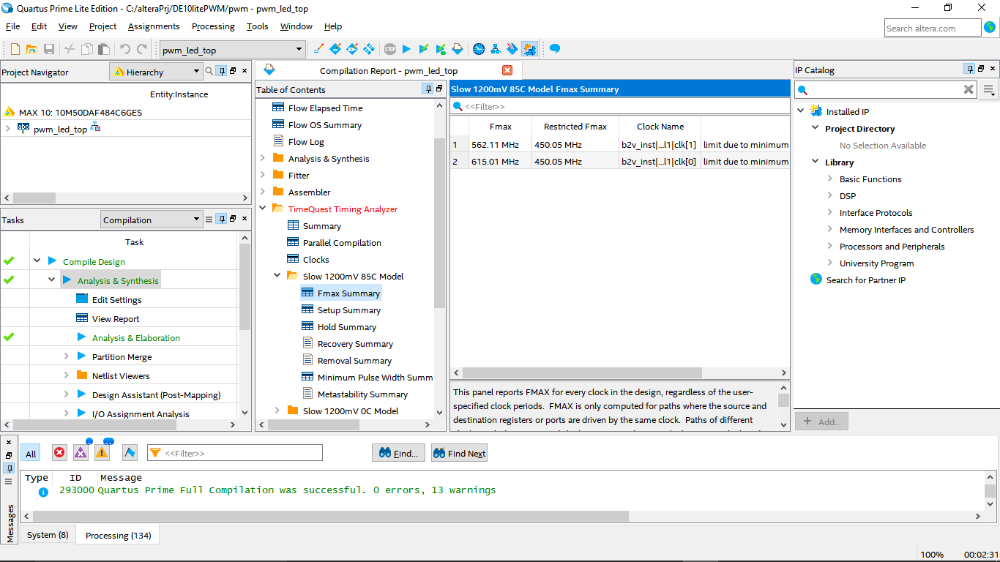 Quartus Prime Lite Edition - C:/alteraPrj/DE10litePWM/pwm - pwm_led_top
File Edit View Project Assignments Processing Tools Window Help
Search altera.com
pwm_led_top
STOP
Project Navigator
Hierarchy
Entity:Instance
MAX 10: 10M50DAF484C6GES
abc
pwm_led_top
Tasks
Compilation
Task
Compile Design
Analysis & Synthesis
Edit Settings
View Report
Analysis & Elaboration
Partition Merge
Netlist Viewers
Design Assistant (Post-Mapping)
I/O Assignment Analysis
Compilation Report - pwm_led_top
Table of Contents
Flow Elapsed Time
Flow OS Summary
Flow Log
Analysis & Synthesis
Fitter
Assembler
TimeQuest Timing Analyzer
Summary
Parallel Compilation
Clocks
Slow 1200mV 85C Model
Fmax Summary
Setup Summary
Hold Summary
Recovery Summary
Removal Summary
Minimum Pulse Width Summ
Metastability Summary
Slow 1200mV 0C Model
Slow 1200mV 85C Model Fmax Summary
<<Filter>>
Fmax Restricted Fmax Clock Name
1 562.11 MHz 450.05 MHz b2v_inst|...l1|clk[1] limit due to minimum
2 615.01 MHz 450.05 MHz b2v_inst|...l1|clk[0] limit due to minimum
This panel reports FMAX for every clock in the design, regardless of the user-
specified clock periods. FMAX is only computed for paths where the source and
destination registers or ports are driven by the same clock. Paths of different
IP Catalog
Installed IP
Project Directory
No Selection Available
Library
Basic Functions
DSP
Interface Protocols
Memory Interfaces and Controllers
Processors and Peripherals
University Program
Search for Partner IP
+ Add...
All
<<Filter>>
Find...
Find Next
Type ID Message
293000 Quartus Prime Full Compilation was successful. 0 errors, 13 warnings
Messages
System (8)
Processing (134)
100% 00:02:31